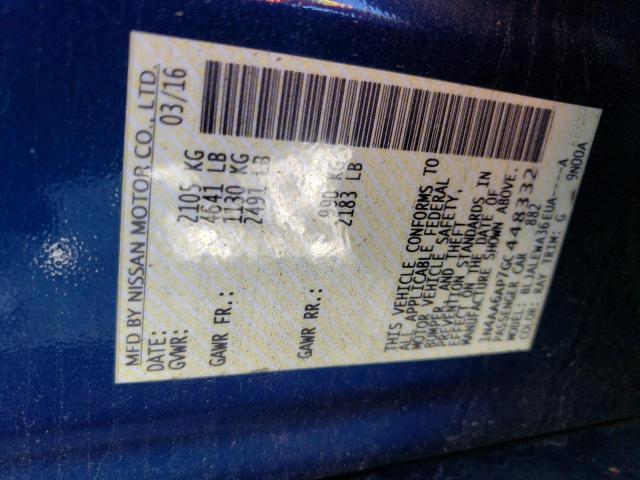 MFD BY NISSAN MOTOR CO., LTD.
DATE: 03/16
GVWR: 2105 KG
4641 LB
GAWR FR.: 1130 KG
2491 LB
GAWR RR.: 990 KG
2183 LB
THIS VEHICLE CONFORMS TO
ALL APPLICABLE FEDERAL
MOTOR VEHICLE SAFETY,
BUMPER, AND THEFT
PREVENTION STANDARDS IN
EFFECT ON THE DATE OF
MANUFACTURE SHOWN ABOVE.
1N4AA6AP7GC448332
PASSENGER CAR 882
MODEL: BLJALEWA36EUA-----A
COLOR: RAY TRIM: G 9N00A